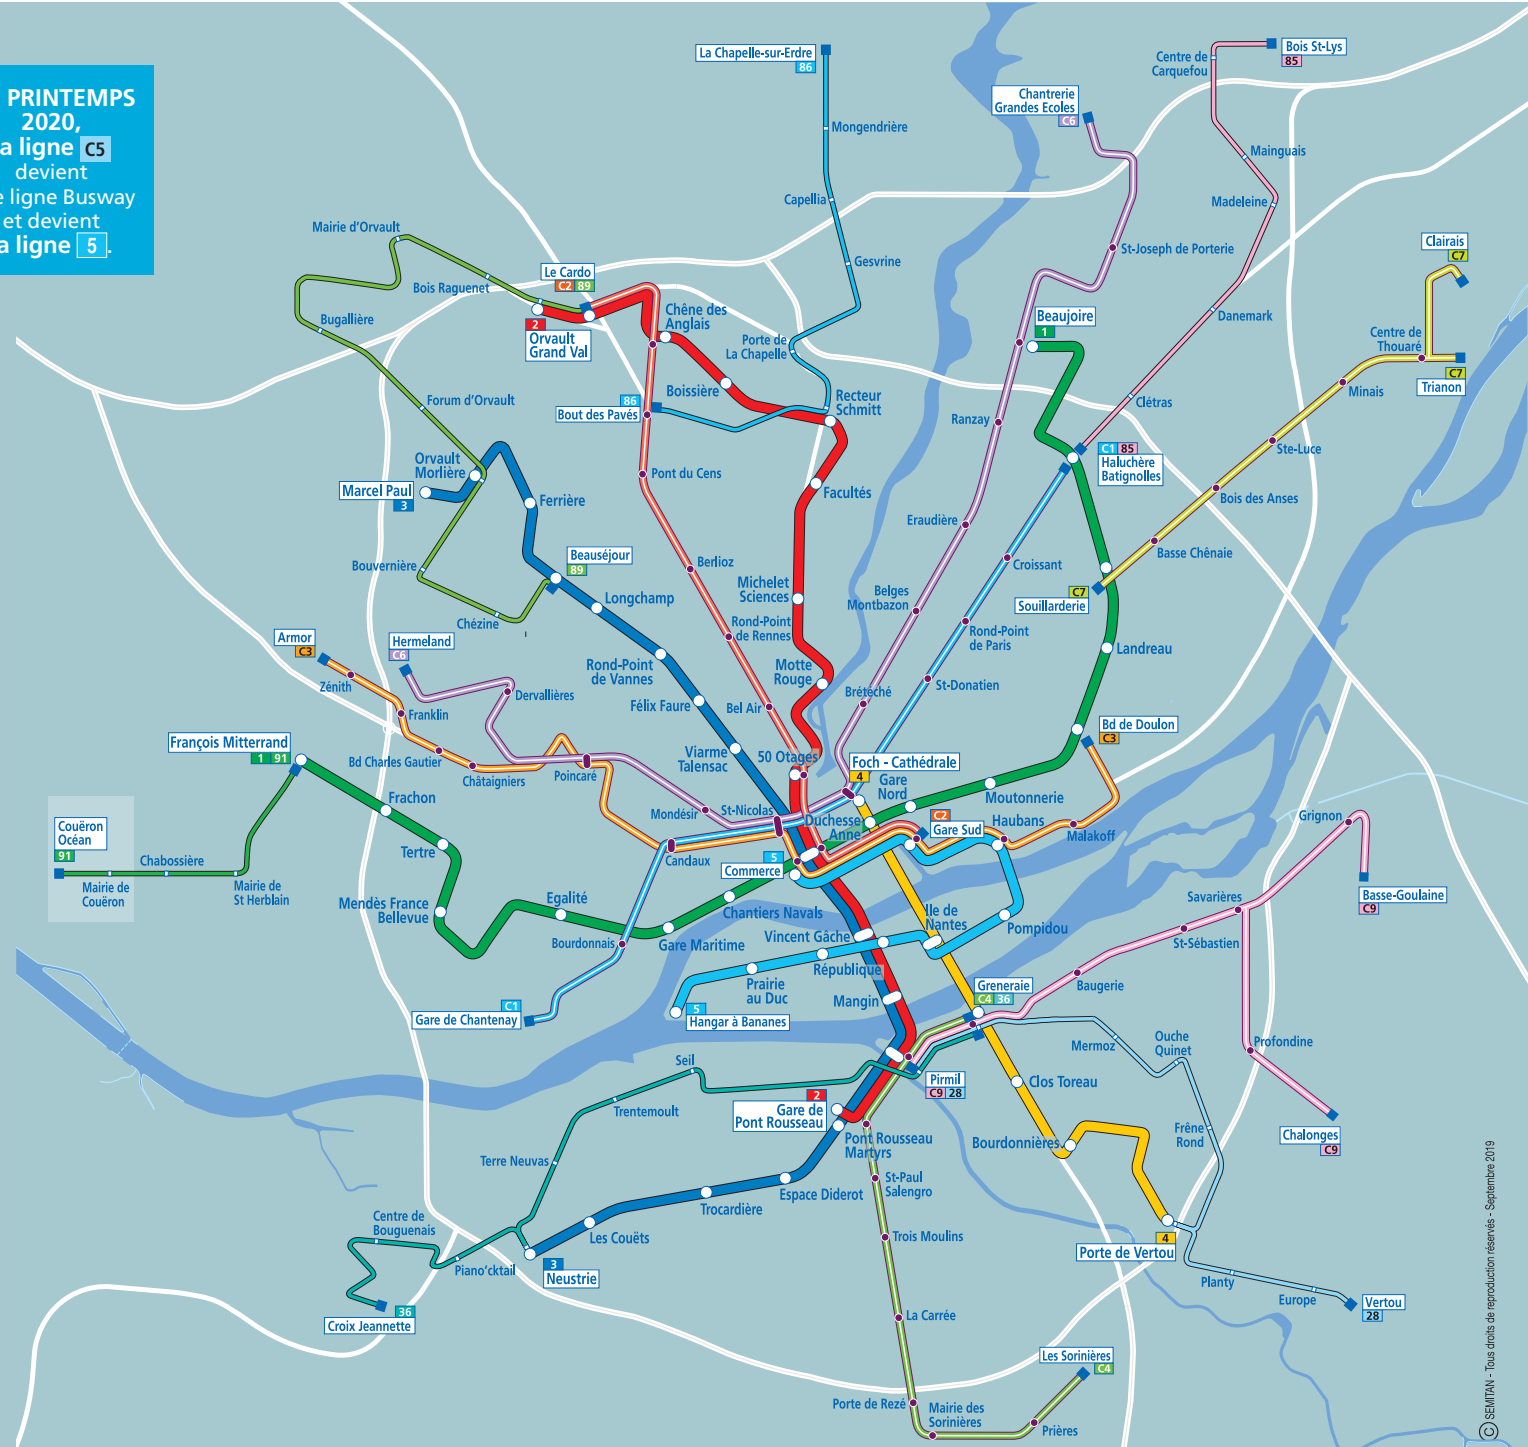 PRINTEMPS
2020,
a ligne C5
devient
e ligne Busway
et devient
a ligne 5.
La Chapelle-sur-Erdre
86
Mongendrière
Capellia
Gesvrine
Porte de
La Chapelle
Chantrerie
Grandes Ecoles
C6
St-Joseph de Porterie
Centre de
Carquefou
Bois St-Lys
85
Mainguais
Madeleine
Danemark
Clétras
Clairais
C7
Centre de
Thouaré
Trianon
C7
Minais
Ste-Luce
Bois des Anses
Basse Chênaie
Souillarderie
C7
Mairie d'Orvault
Bois Raguenet
Bugallière
Forum d'Orvault
Le Cardo
C2 89
2
Orvault
Grand Val
Chêne des
Anglais
Boissière
86
Bout des Pavés
Recteur
Schmitt
Pont du Cens
Facultés
Beaujoire
1
Ranzay
C1 85
Haluchère
Batignolles
Orvault
Morlière
Marcel Paul
3
Ferrière
Bouvernière
Chézine
Beauséjour
89
Longchamp
Berlioz
Michelet
Sciences
Rond-Point
de Rennes
Eraudière
Croissant
Belges
Montbazon
Rond-Point
de Paris
Landreau
Armor
C3
Hermeland
C6
Zénith
Dervallières
Franklin
Rond-Point
de Vannes
Félix Faure
Bel Air
Motte
Rouge
Brétéché
St-Donatien
François Mitterrand
1 91
Bd Charles Gautier
Châtaigniers
Poincaré
Viarme
Talensac
50 Otages
Foch - Cathédrale
4
Gare
Nord
Bd de Doulon
C3
Moutonnerie
Couëron
Océan
91
Chabossière
Mairie de
Couëron
Mairie de
St Herblain
Frachon
Tertre
Mendès France
Bellevue
Mondésir
St-Nicolas
Duchesse
Anne
C2
Gare Sud
Haubans
Malakoff
Grignon
Candaux
5
Commerce
Egalité
Chantiers Navals
Bourdonnais
Gare Maritime
Vincent Gâche
Ile de
Nantes
Pompidou
Savarières
Basse-Goulaine
C9
St-Sébastien
République
Prairie
au Duc
Mangin
Greneraie
C4 36
Baugerie
C1
Gare de Chantenay
5
Hangar à Bananes
Mermoz
Ouche
Quinet
Profondine
Seil
Pirmil
C9 28
Clos Toreau
Trentemoult
2
Gare de
Pont Rousseau
Pont Rousseau
Martyrs
Bourdonnières
Frêne
Rond
Chalonges
C9
Terre Neuvas
Espace Diderot
St-Paul
Salengro
Trocardière
Les Couëts
Trois Moulins
Centre de
Bouguenais
Piano'cktail
3
Neustrie
4
Porte de Vertou
Planty
Europe
Vertou
28
36
Croix Jeannette
La Carrée
Les Sorinières
C4
Porte de Rezé
Mairie des
Sorinières
Prières
© SEMITAN - Tous droits de reproduction réservés - Septembre 2019